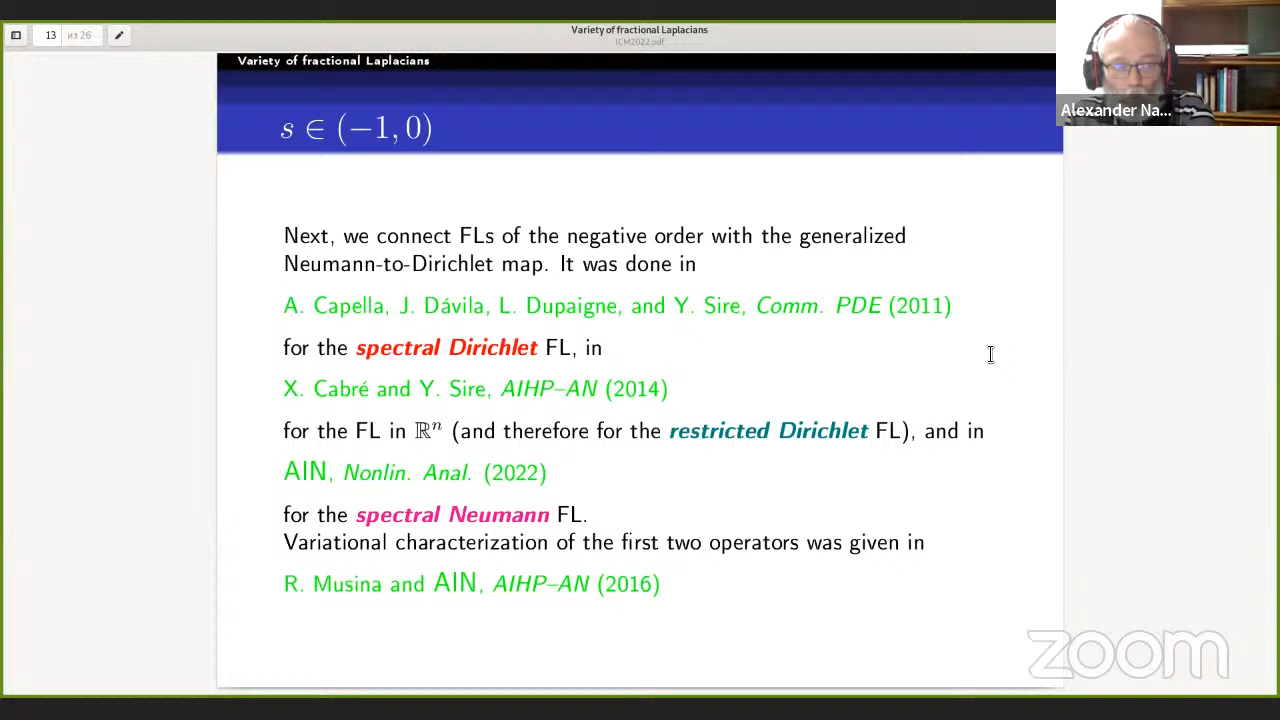 13 из 26
Variety of fractional Laplacians
ICM2022.pdf
Variety of fractional Laplacians
s ∈ (−1, 0)
Next, we connect FLs of the negative order with the generalized
Neumann-to-Dirichlet map. It was done in
A. Capella, J. Dávila, L. Dupaigne, and Y. Sire, Comm. PDE (2011)
for the spectral Dirichlet FL, in
X. Cabré and Y. Sire, AIHP–AN (2014)
for the FL in ℝⁿ (and therefore for the restricted Dirichlet FL), and in
AIN, Nonlin. Anal. (2022)
for the spectral Neumann FL.
Variational characterization of the first two operators was given in
R. Musina and AIN, AIHP–AN (2016)
Alexander Na...
zoom